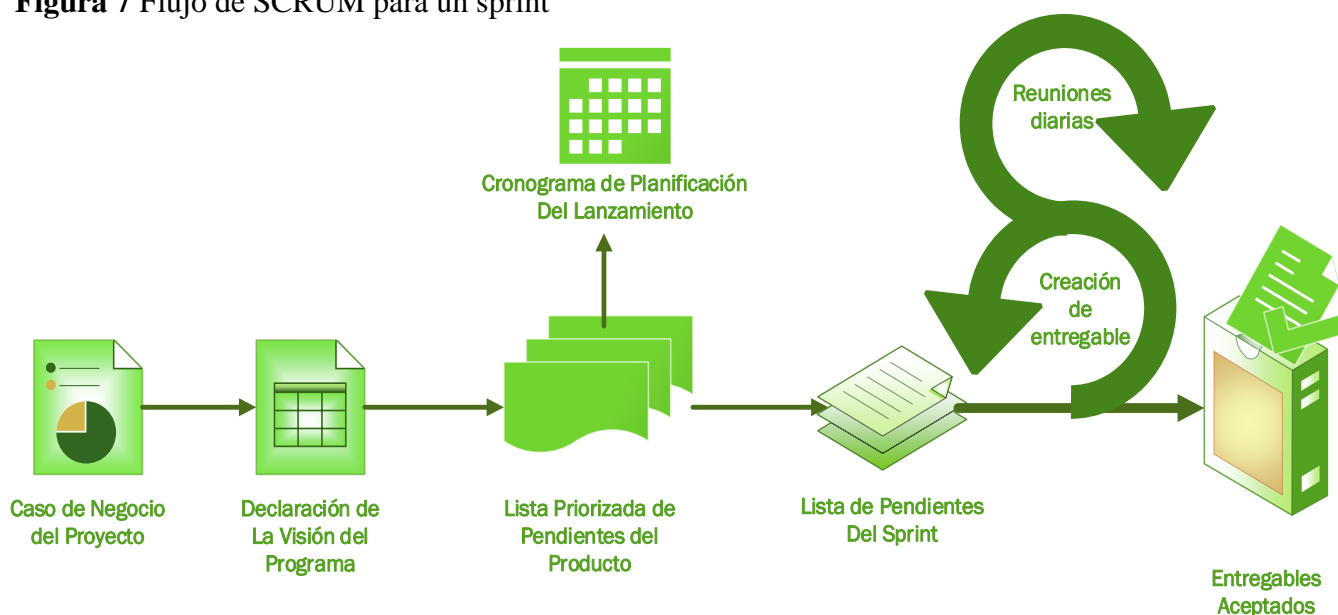 Figura 7 Flujo de SCRUM para un sprint
Reuniones
diarias
Cronograma de Planificación
Del Lanzamiento
Creación
de
entregable
Caso de Negocio
del Proyecto
Declaración de
La Visión del
Programa
Lista Priorizada de
Pendientes del
Producto
Lista de Pendientes
Del Sprint
Entregables
Aceptados